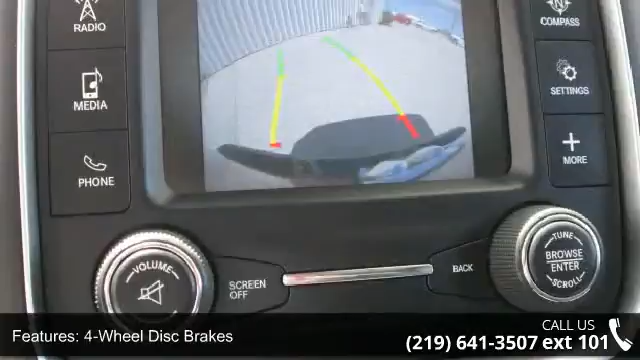 RADIO
COMPASS
MEDIA
SETTINGS
PHONE
MORE
VOLUME
SCREEN
OFF
BACK
TUNE
BROWSE
ENTER
SCROLL
Features: 4-Wheel Disc Brakes
CALL US
(219) 641-3507 ext 101